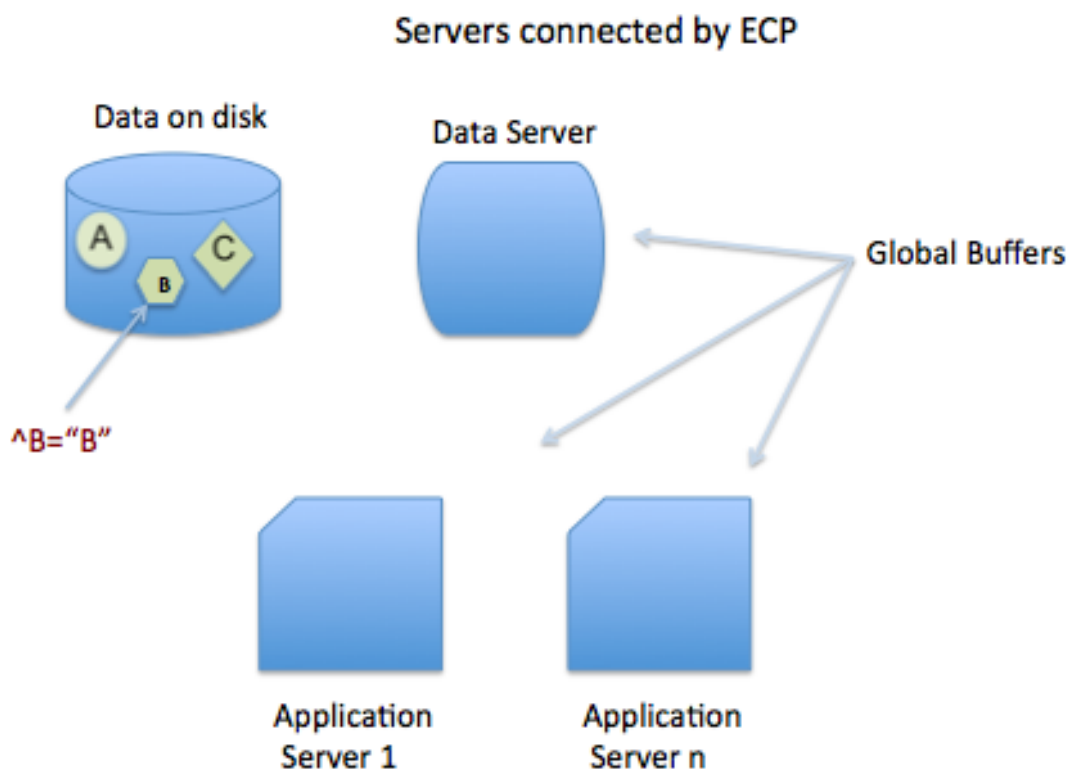 Servers connected by ECP
Data on disk
Data Server
A
C
B
Global Buffers
^B=“B”
Application
Server 1
Application
Server n